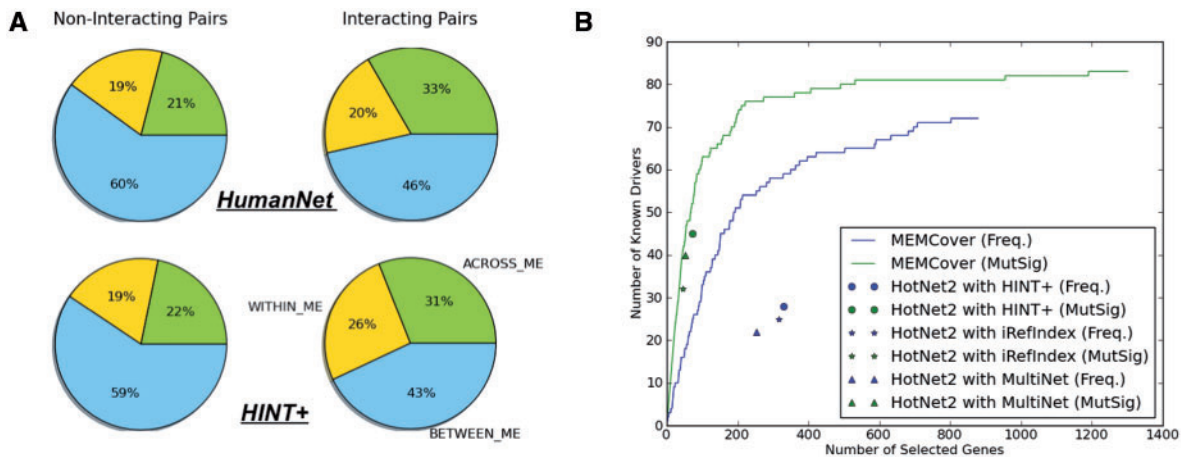 A
Non-Interacting Pairs
Interacting Pairs
19%
21%
60%
20%
33%
46%
HumanNet
19%
22%
59%
26%
31%
43%
WITHIN_ME
ACROSS_ME
BETWEEN_ME
HINT+
B
90
80
70
60
50
40
30
20
10
0
Number of Known Drivers
0 200 400 600 800 1000 1200 1400
Number of Selected Genes
MEMCover (Freq.)
MEMCover (MutSig)
HotNet2 with HINT+ (Freq.)
HotNet2 with HINT+ (MutSig)
HotNet2 with iRefIndex (Freq.)
HotNet2 with iRefIndex (MutSig)
HotNet2 with MultiNet (Freq.)
HotNet2 with MultiNet (MutSig)